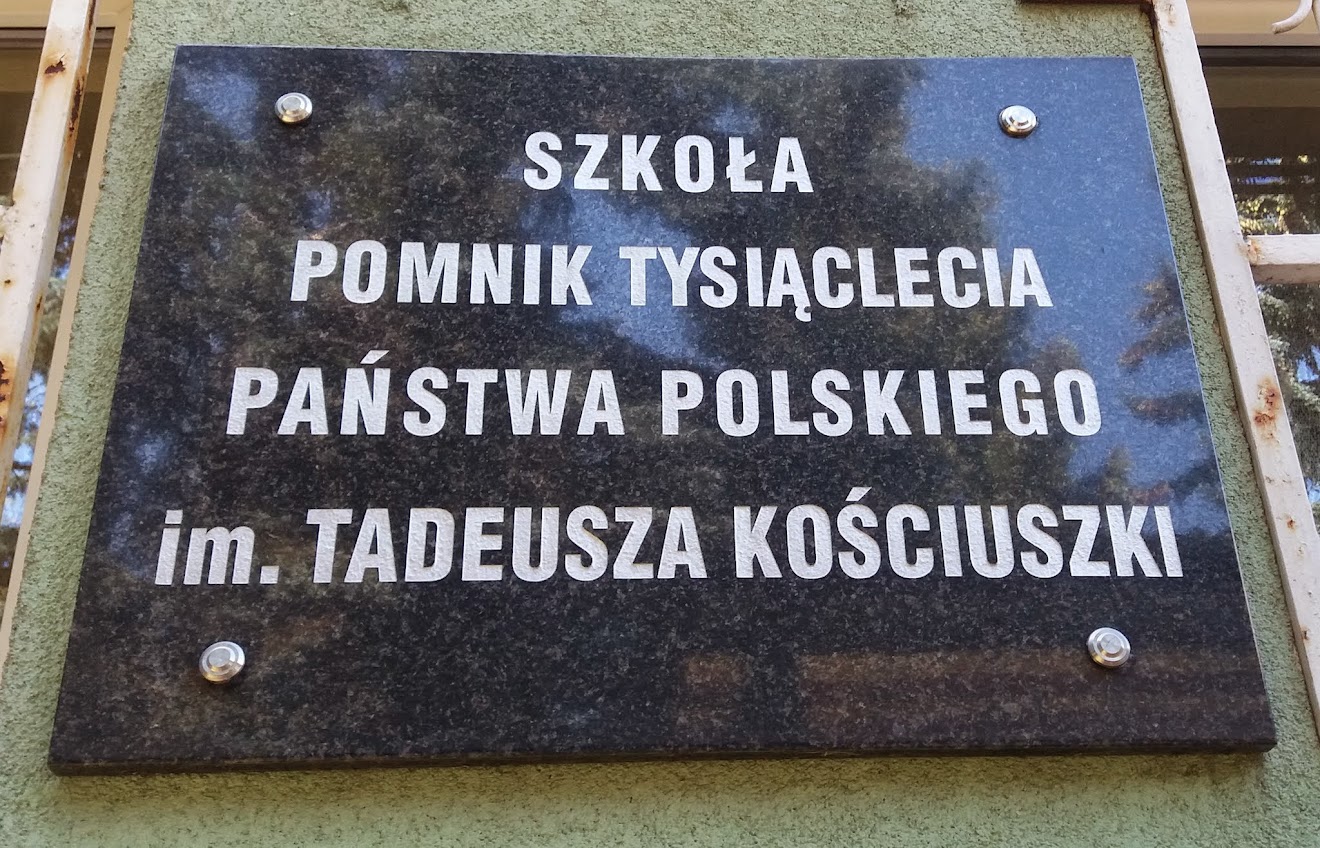 SZKOŁA
POMNIK TYSIĄCLECIA
PAŃSTWA POLSKIEGO
im. TADEUSZA KOŚCIUSZKI